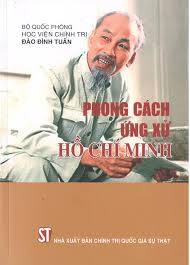 BỘ QUỐC PHÒNG
HỌC VIỆN CHÍNH TRỊ
ĐÀO ĐÌNH TUẤN
PHONG CÁCH
ỨNG XỬ
HỒ CHÍ MINH
ST
NHÀ XUẤT BẢN CHÍNH TRỊ QUỐC GIA SỰ THẬT